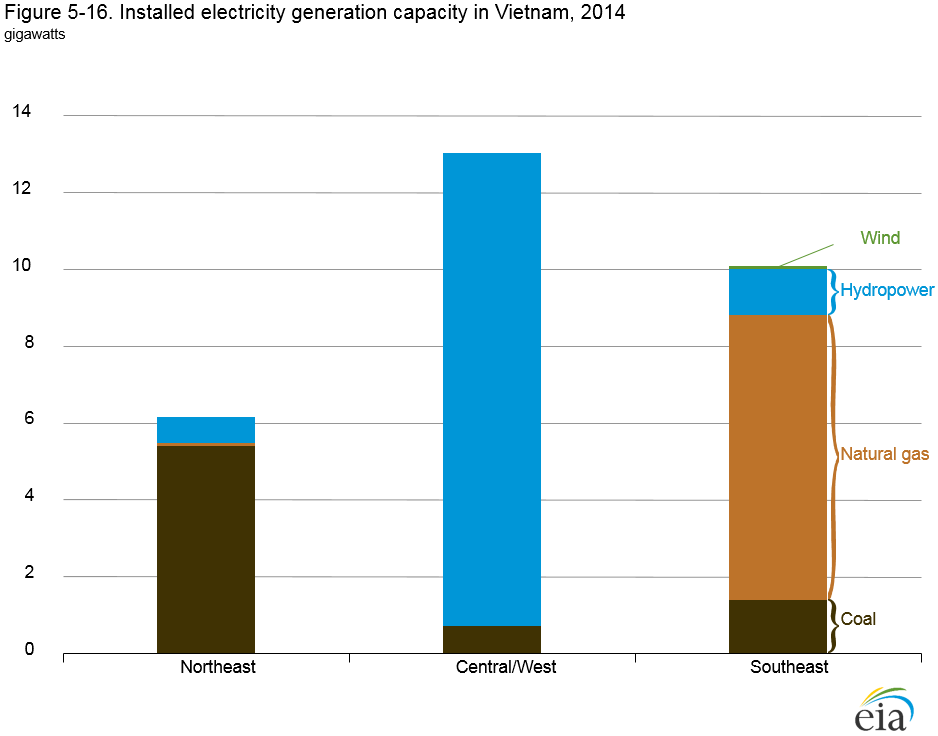 Figure 5-16. Installed electricity generation capacity in Vietnam, 2014
gigawatts
14
12
Wind
10
Hydropower
8
6
Natural gas
4
2
Coal
0
Northeast
Central/West
Southeast
eia